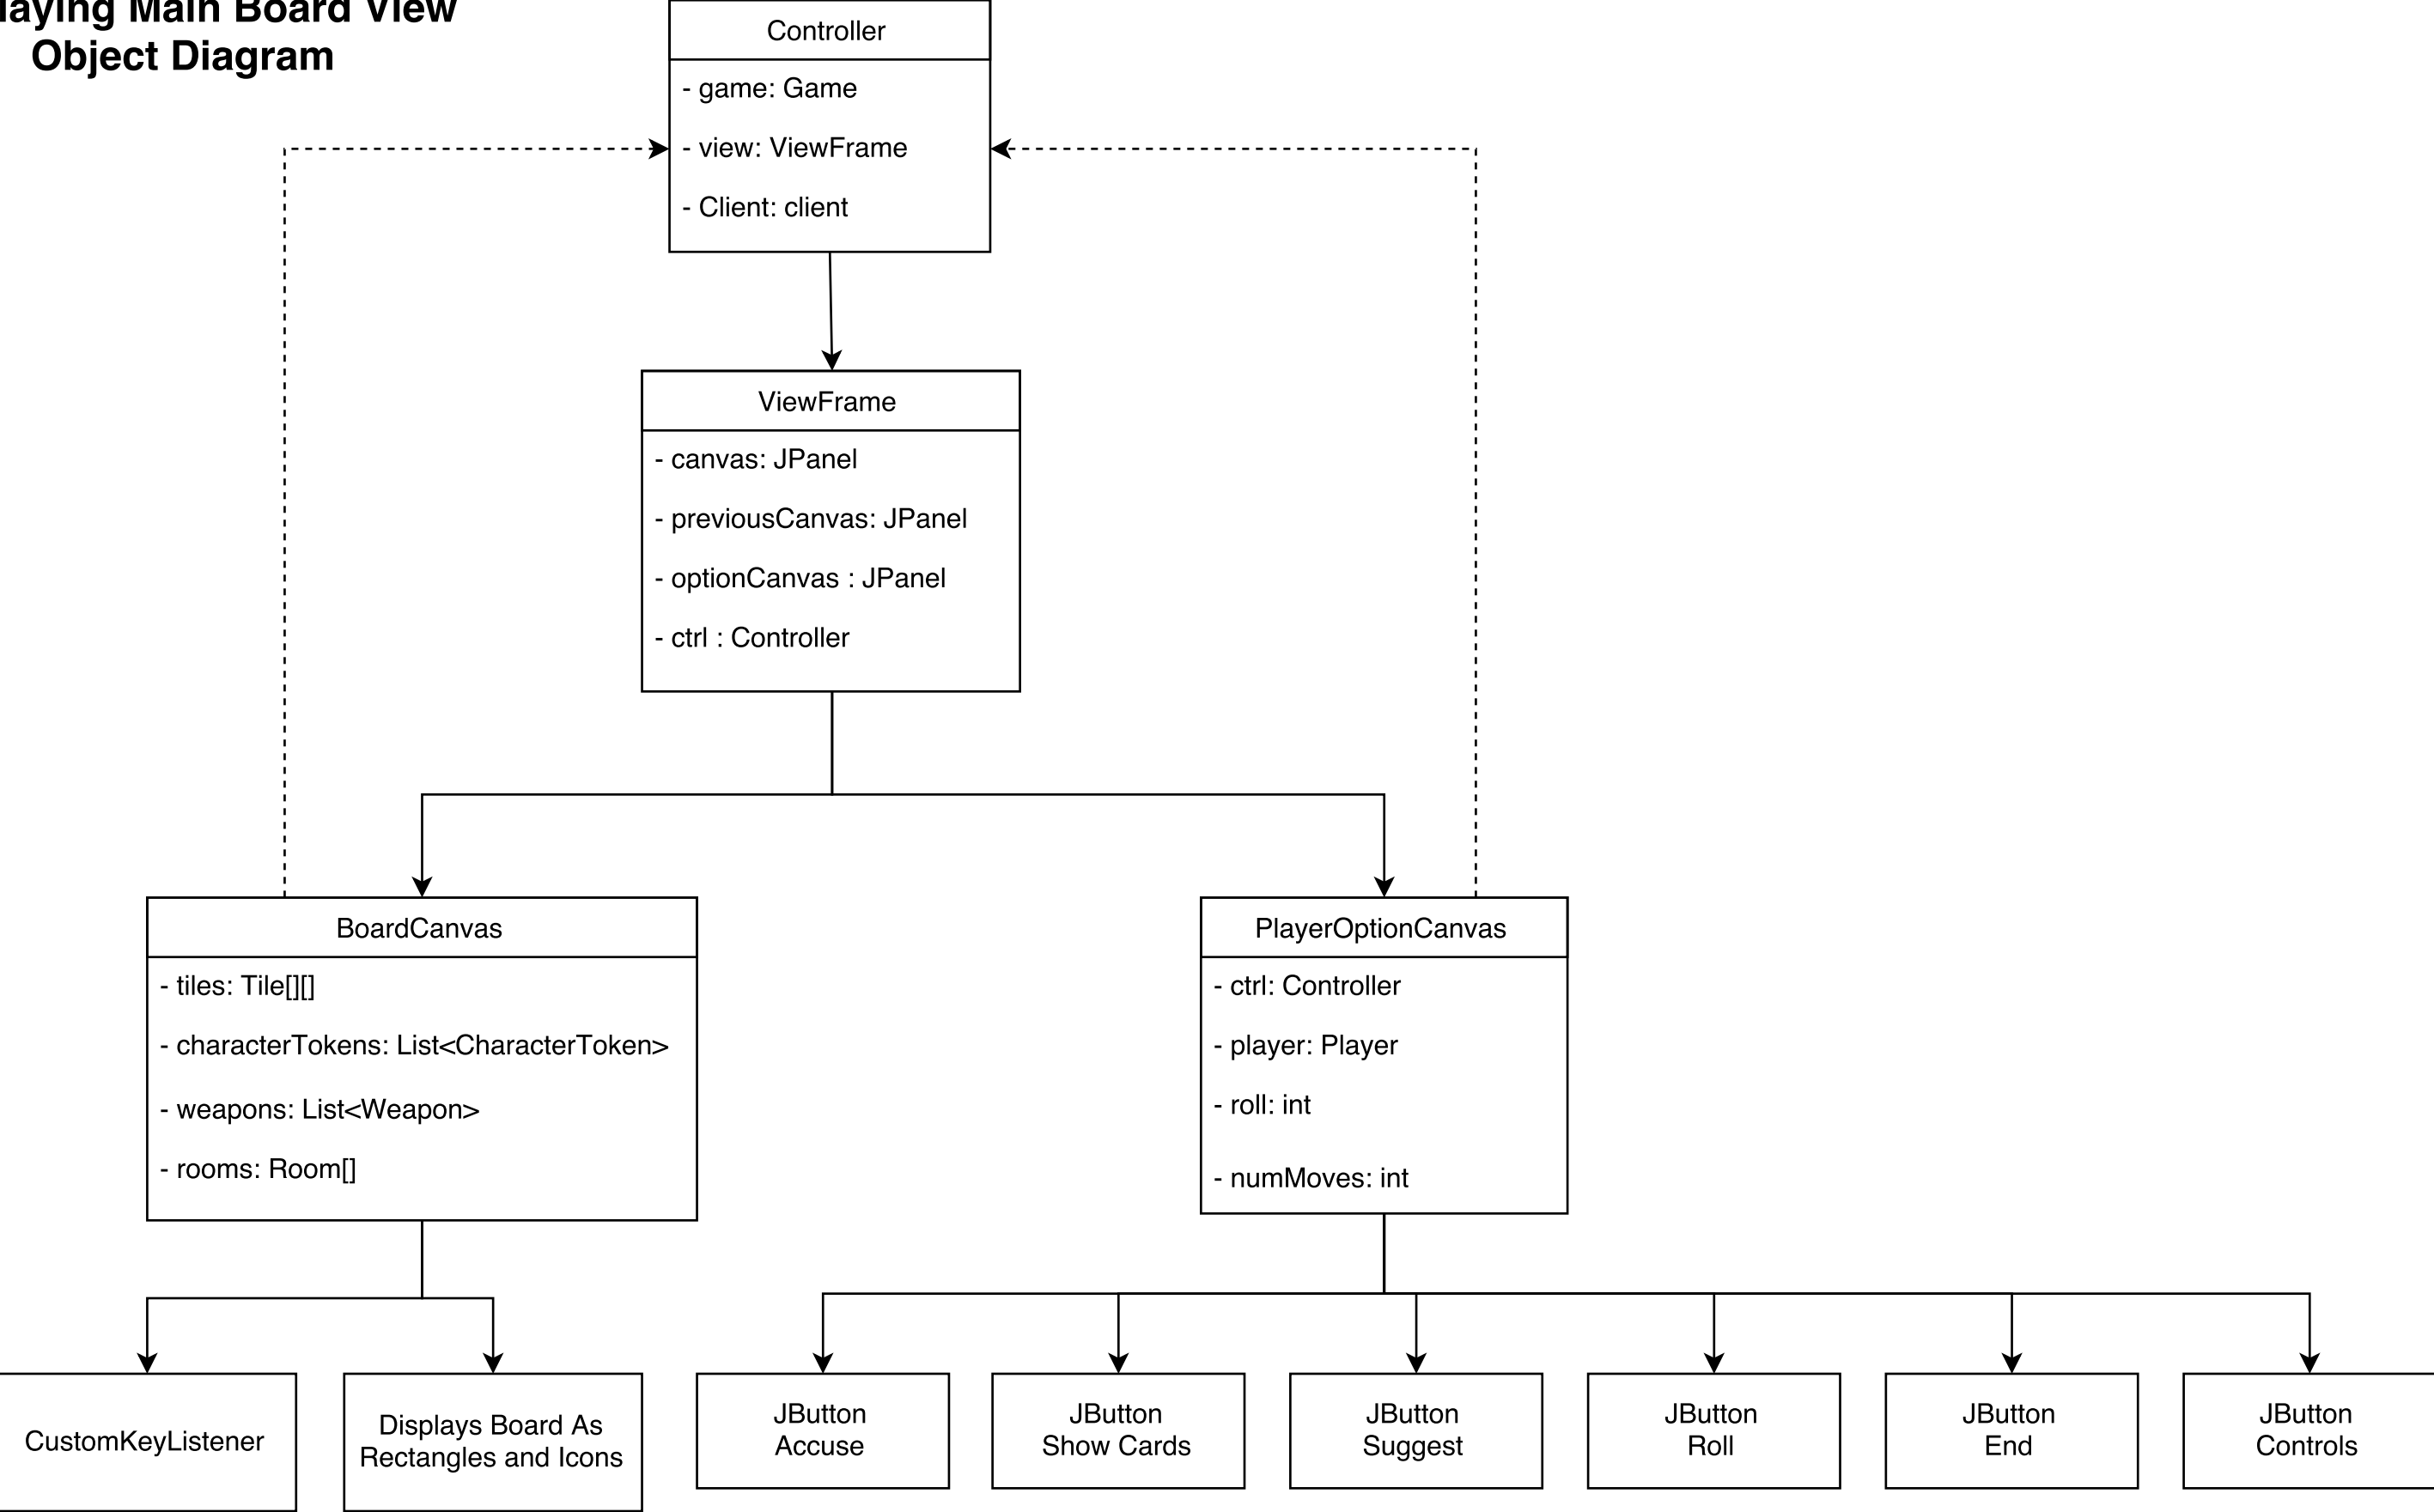 Main Board View
Object Diagram
Controller
- game: Game
- view: ViewFrame
- Client: client
ViewFrame
- canvas: JPanel
- previousCanvas: JPanel
- optionCanvas : JPanel
- ctrl : Controller
BoardCanvas
- tiles: Tile[][]
- characterTokens: List<CharacterToken>
- weapons: List<Weapon>
- rooms: Room[]
PlayerOptionCanvas
- ctrl: Controller
- player: Player
- roll: int
- numMoves: int
CustomKeyListener
Displays Board As
Rectangles and Icons
JButton
Accuse
JButton
Show Cards
JButton
Suggest
JButton
Roll
JButton
End
JButton
Controls